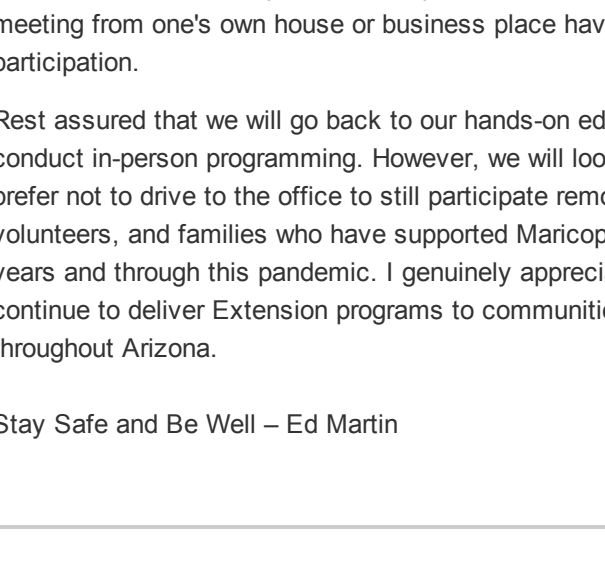 meeting from one's own house or business place hav
participation.
Rest assured that we will go back to our hands-on ed
conduct in-person programming. However, we will loo
prefer not to drive to the office to still participate remo
volunteers, and families who have supported Maricop
years and through this pandemic. I genuinely appreci
continue to deliver Extension programs to communitie
throughout Arizona.
Stay Safe and Be Well – Ed Martin